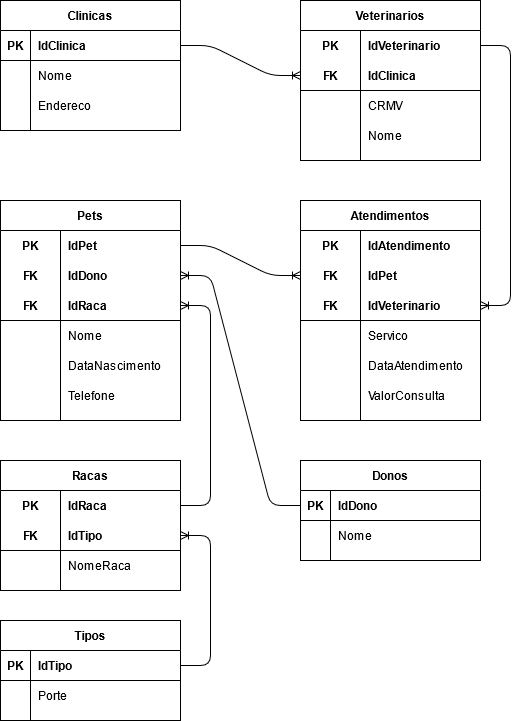 Clinicas
PK IdClinica
Nome
Endereco
Veterinarios
PK IdVeterinario
FK IdClinica
CRMV
Nome
Pets
PK IdPet
FK IdDono
FK IdRaca
Nome
DataNascimento
Telefone
Atendimentos
PK IdAtendimento
FK IdPet
FK IdVeterinario
Servico
DataAtendimento
ValorConsulta
Racas
PK IdRaca
FK IdTipo
NomeRaca
Donos
PK IdDono
Nome
Tipos
PK IdTipo
Porte